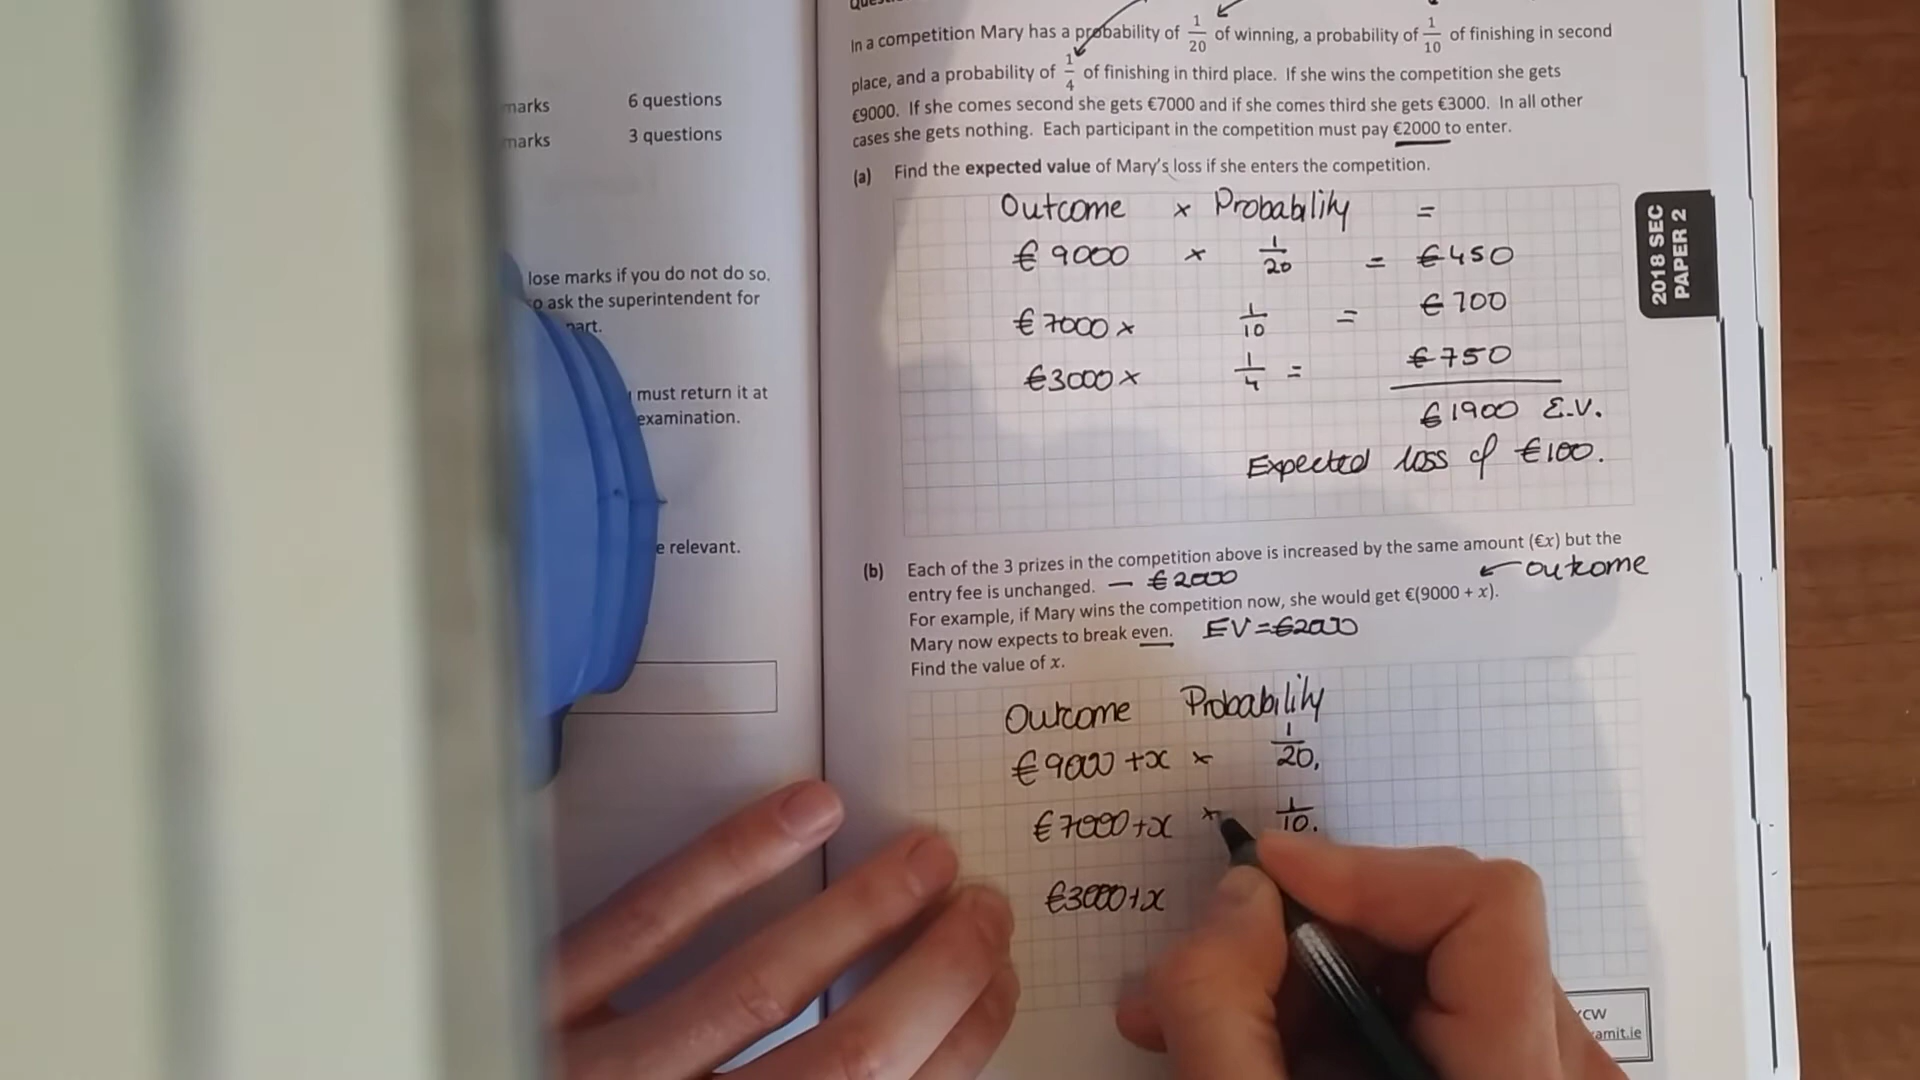 In a competition Mary has a probability of 1/20 of winning, a probability of 1/10 of finishing in second
place, and a probability of 1/4 of finishing in third place. If she wins the competition she gets
€9000. If she comes second she gets €7000 and if she comes third she gets €3000. In all other
cases she gets nothing. Each participant in the competition must pay €2000 to enter.
(a) Find the expected value of Mary's loss if she enters the competition.
Outcome × Probability =
€9000 × 1/20 = €450
€7000 × 1/10 = €700
€3000 × 1/4 = €750
€1900 E.V.
Expected loss of €100.
(b) Each of the 3 prizes in the competition above is increased by the same amount (€x) but the
entry fee is unchanged. — €2000
← outcome
For example, if Mary wins the competition now, she would get €(9000 + x).
Mary now expects to break even. EV = €2000
Find the value of x.
Outcome Probability
€9000 + x × 1/20.
€7000 + x × 1/10.
€3000 + x
2018 SEC
PAPER 2
marks 6 questions
marks 3 questions
lose marks if you do not do so.
o ask the superintendent for
part.
must return it at
examination.
e relevant.
CW
amit.ie